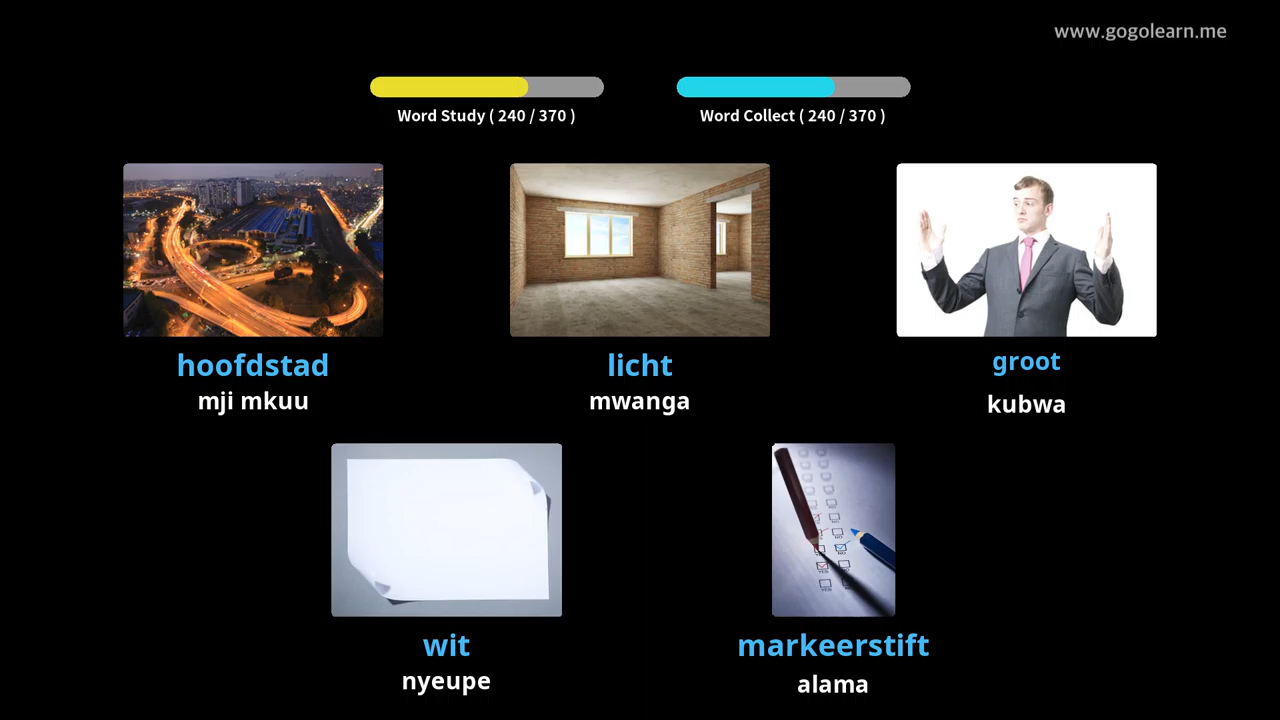 www.gogolearn.me
Word Study ( 240 / 370 )
Word Collect ( 240 / 370 )
hoofdstad
mji mkuu
licht
mwanga
groot
kubwa
wit
nyeupe
markeerstift
alama